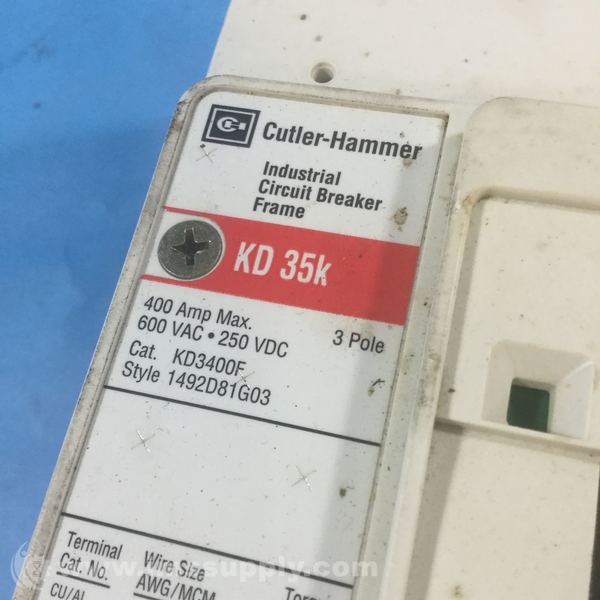 CH Cutler-Hammer
Industrial
Circuit Breaker
Frame
KD 35k
400 Amp Max.
600 VAC • 250 VDC 3 Pole
Cat. KD3400F
Style 1492D81G03
Terminal
Cat. No.
CU/AL
Wire Size
AWG/MCM